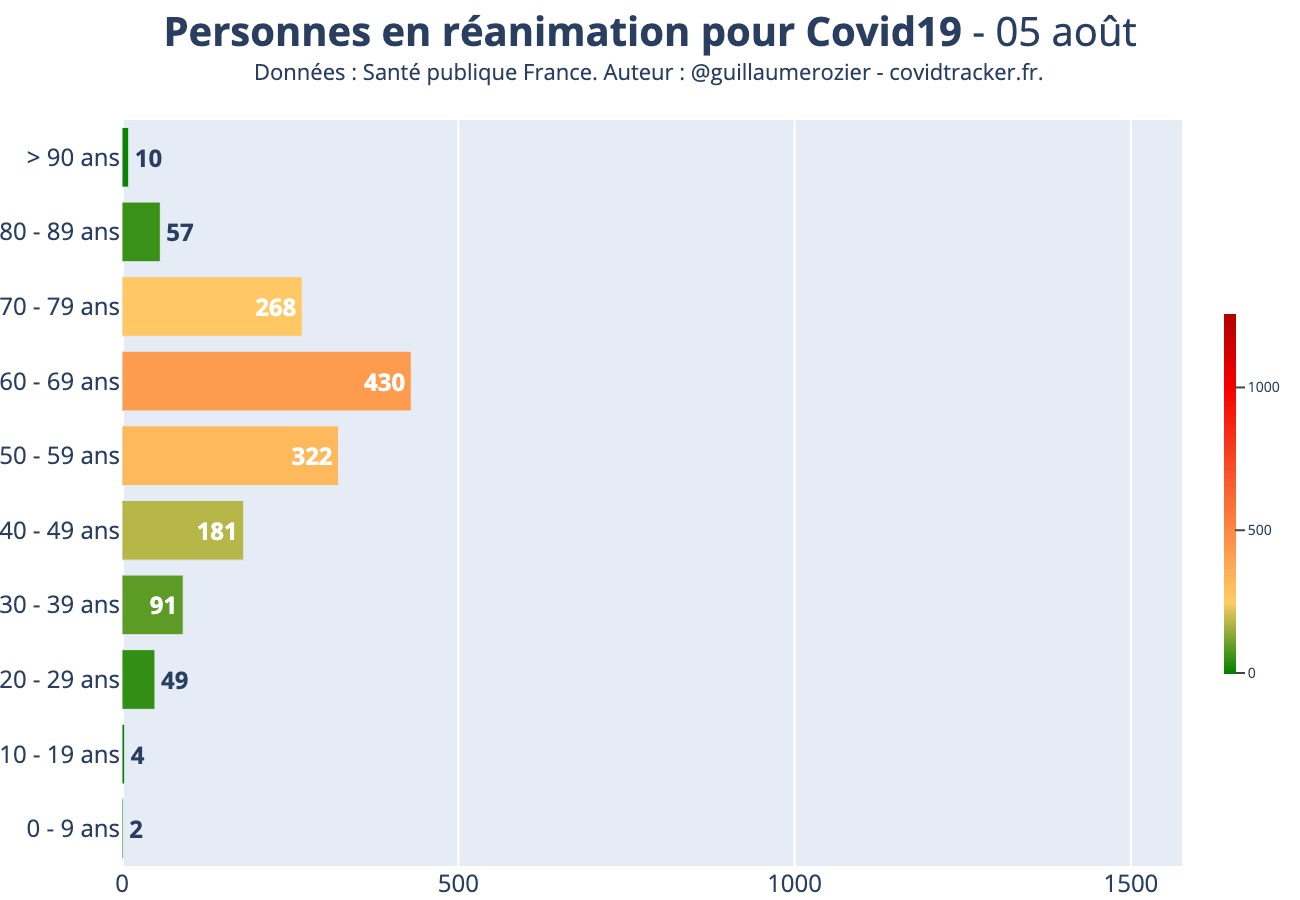 Personnes en réanimation pour Covid19 - 05 août
Données : Santé publique France. Auteur : @guillaumerozier - covidtracker.fr.
> 90 ans 10
80 - 89 ans 57
70 - 79 ans 268
60 - 69 ans 430
50 - 59 ans 322
40 - 49 ans 181
30 - 39 ans 91
20 - 29 ans 49
10 - 19 ans 4
0 - 9 ans 2
0 500 1000 1500
1000
500
0